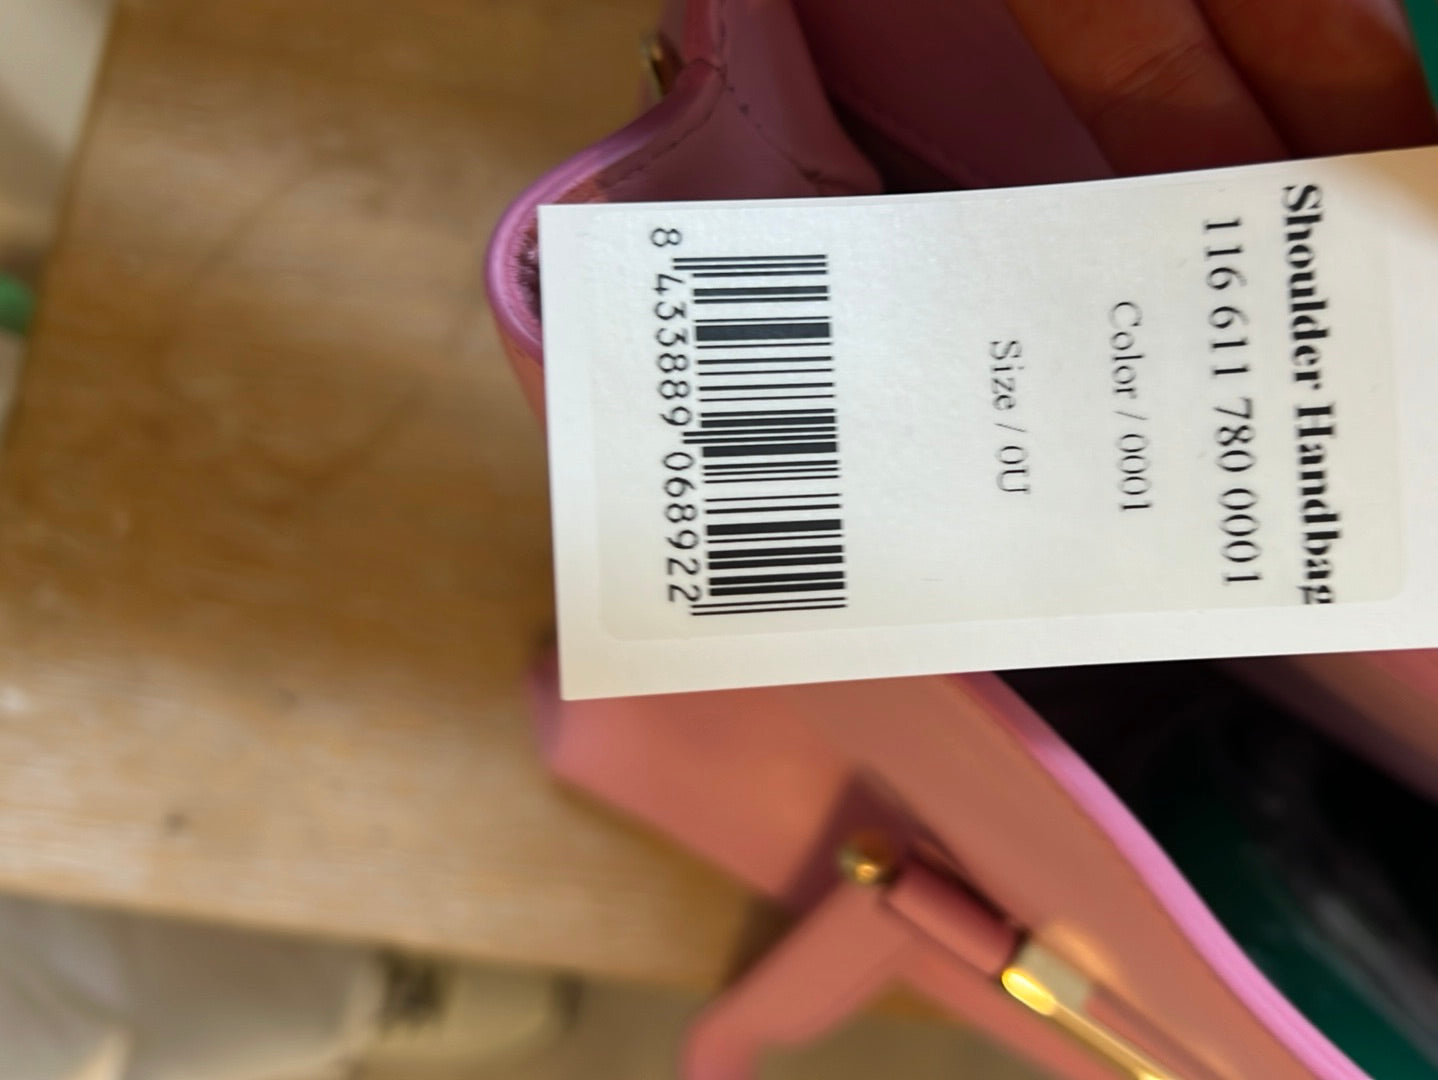 Shoulder Handbag
116 611 780 0001
Color / 0001
Size / 0U
8 433889 068922